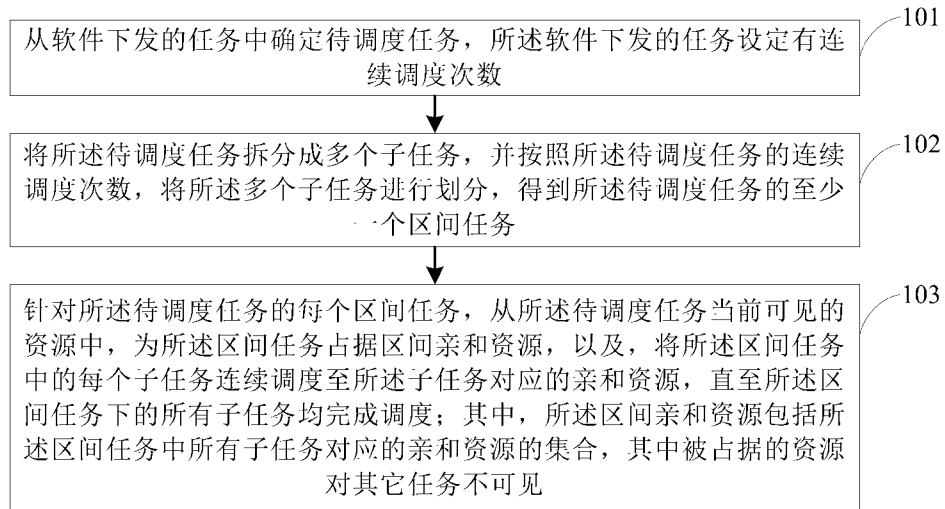 从软件下发的任务中确定待调度任务，所述软件下发的任务设定有连
续调度次数
101
将所述待调度任务拆分成多个子任务，并按照所述待调度任务的连续
调度次数，将所述多个子任务进行划分，得到所述待调度任务的至少
一个区间任务
102
针对所述待调度任务的每个区间任务，从所述待调度任务当前可见的
资源中，为所述区间任务占据区间亲和资源，以及，将所述区间任务
中的每个子任务连续调度至所述子任务对应的亲和资源，直至所述区
间任务下的所有子任务均完成调度；其中，所述区间亲和资源包括所
述区间任务中所有子任务对应的亲和资源的集合，其中被占据的资源
对其它任务不可见
103